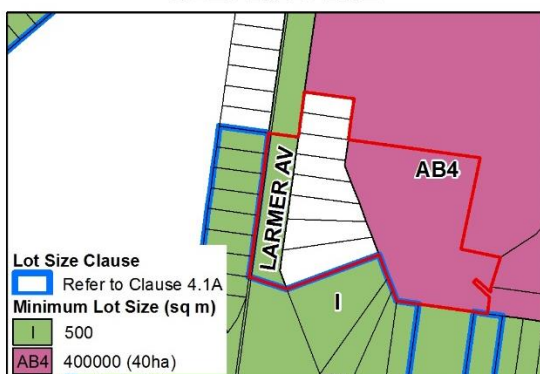 AB4
LARMER AV
I
Lot Size Clause
Refer to Clause 4.1A
Minimum Lot Size (sq m)
I 500
AB4 400000 (40ha)